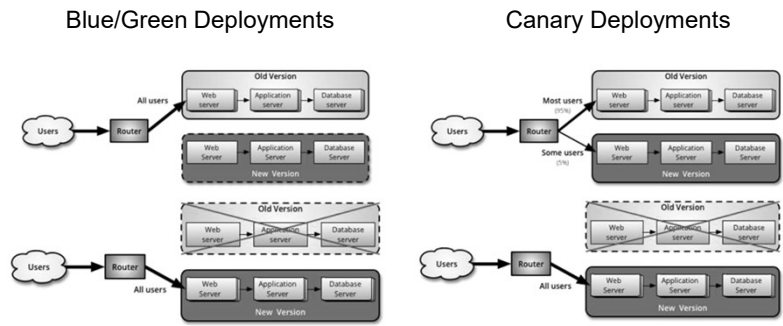 Blue/Green Deployments
Old Version
All users
Web
server
Application
server
Database
server
Users
Router
Web
Server
Application
Server
Database
Server
New Version
Old Version
Web
server
Application
server
Database
server
Users
Router
All users
Web
Server
Application
Server
Database
Server
New Version
Canary Deployments
Old Version
Most users
(95%)
Web
server
Application
server
Database
server
Users
Router
Some users
(5%)
Web
Server
Application
Server
Database
Server
New Version
Old Version
Web
server
Application
server
Database
server
Users
Router
All users
Web
Server
Application
Server
Database
Server
New Version